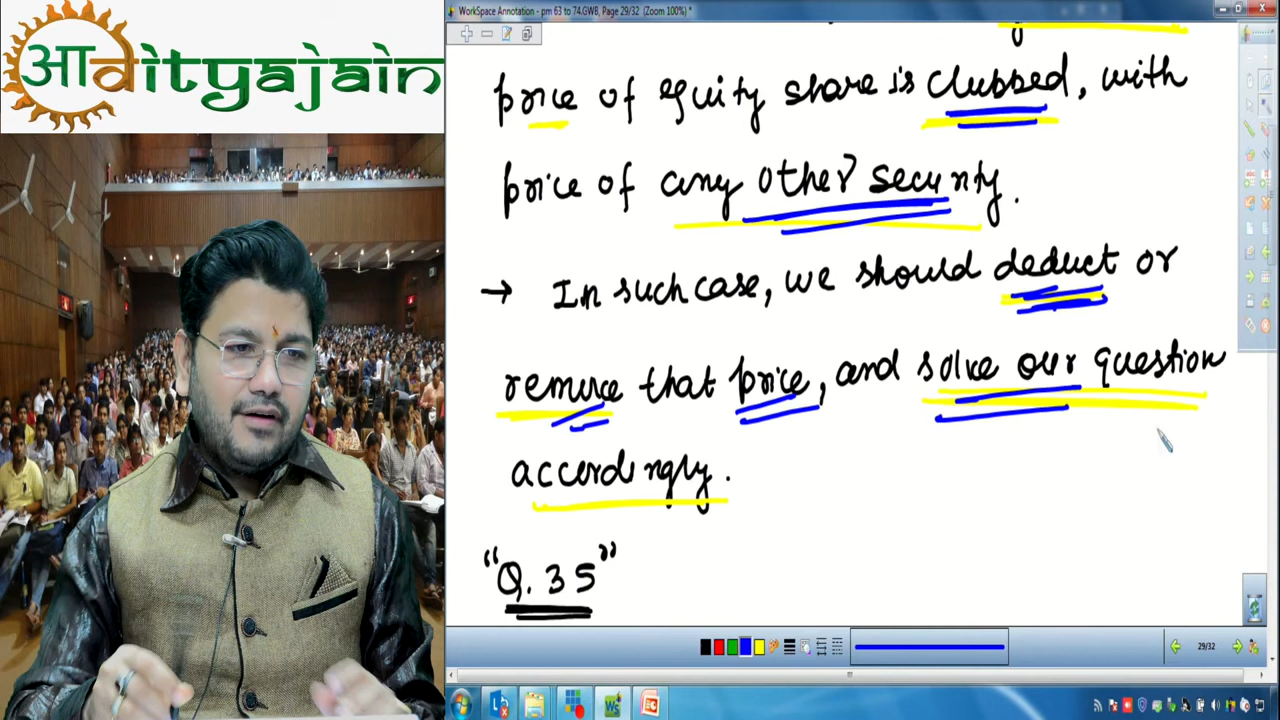 आdityajain
WorkSpace Annotation - pm 63 to 74.GWB, Page 29/32 (Zoom 100%) *
price of equity share is clubbed, with
price of any other security.
→ In such case, we should deduct or
remove that price, and solve our question
accordingly.
"Q. 35"
29/32